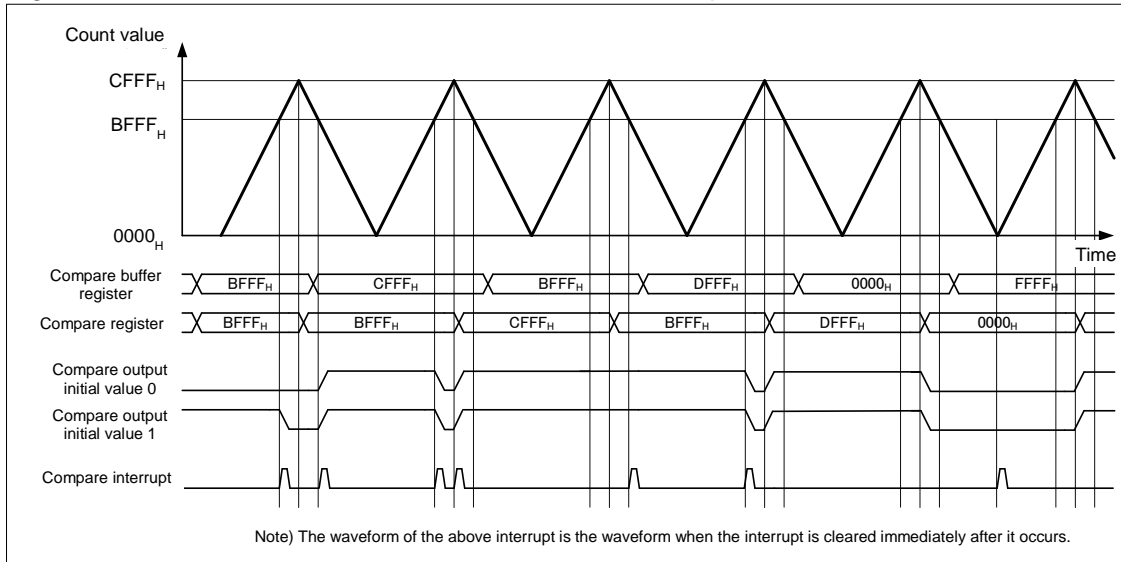 Count value
CFFFH
BFFFH
0000H
Time
Compare buffer
register
BFFFH CFFFH BFFFH DFFFH 0000H FFFFH
Compare register
BFFFH BFFFH CFFFH BFFFH DFFFH 0000H
Compare output
initial value 0
Compare output
initial value 1
Compare interrupt
Note) The waveform of the above interrupt is the waveform when the interrupt is cleared immediately after it occurs.